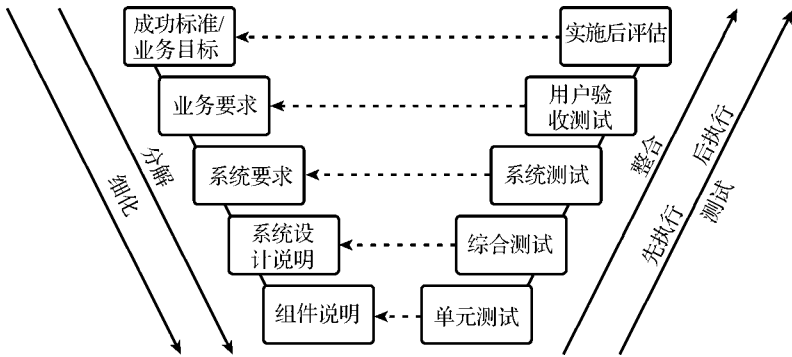 成功标准/
业务目标
实施后评估
业务要求
用户验
收测试
系统要求
系统测试
系统设
计说明
综合测试
组件说明
单元测试
分解
细化
整合
后执行
先执行
测试